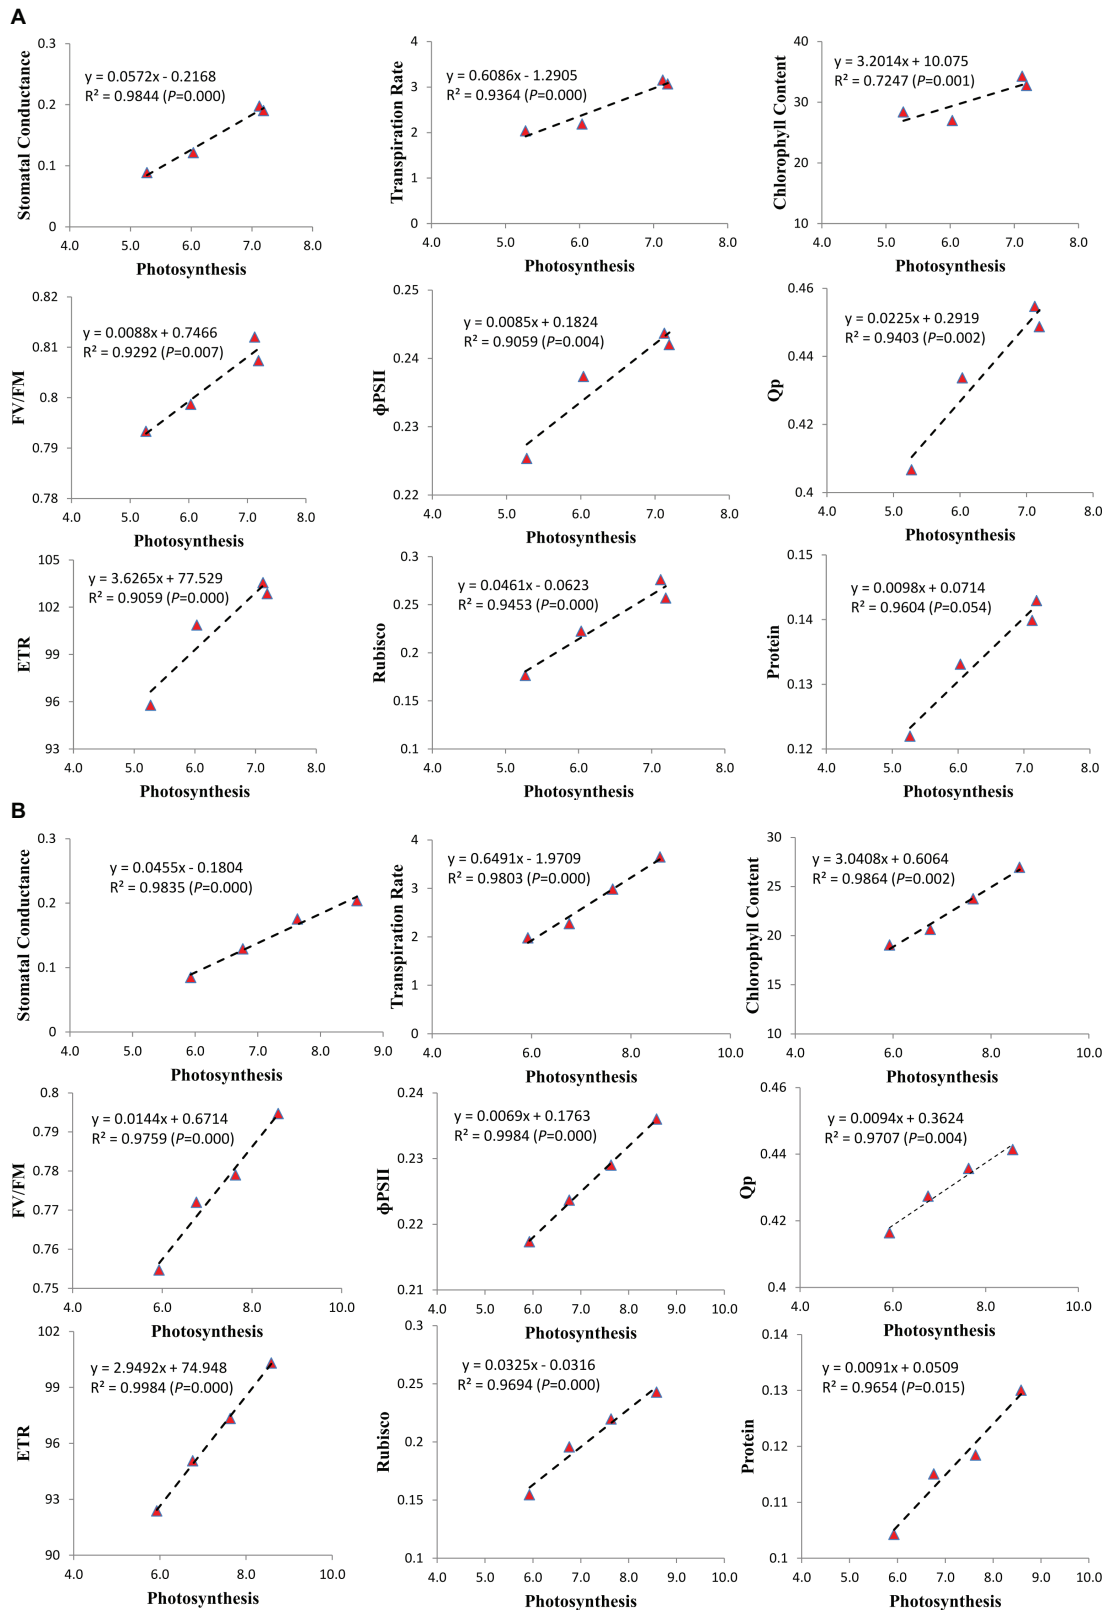 A
Stomatal Conductance
0.3
0.2
0.1
0
y = 0.0572x - 0.2168
R² = 0.9844 (P=0.000)
4.0 5.0 6.0 7.0 8.0
Photosynthesis
Transpiration Rate
4
3
2
1
0
y = 0.6086x - 1.2905
R² = 0.9364 (P=0.000)
4.0 5.0 6.0 7.0 8.0
Photosynthesis
Chlorophyll Content
40
30
20
10
y = 3.2014x + 10.075
R² = 0.7247 (P=0.001)
4.0 5.0 6.0 7.0 8.0
Photosynthesis
FV/FM
0.82
0.81
0.8
0.79
0.78
y = 0.0088x + 0.7466
R² = 0.9292 (P=0.007)
4.0 5.0 6.0 7.0 8.0
Photosynthesis
ϕPSII
0.25
0.24
0.23
0.22
y = 0.0085x + 0.1824
R² = 0.9059 (P=0.004)
4.0 5.0 6.0 7.0 8.0
Photosynthesis
Qp
0.46
0.44
0.42
0.4
y = 0.0225x + 0.2919
R² = 0.9403 (P=0.002)
4.0 5.0 6.0 7.0 8.0
Photosynthesis
ETR
105
102
99
96
93
y = 3.6265x + 77.529
R² = 0.9059 (P=0.000)
4.0 5.0 6.0 7.0 8.0
Photosynthesis
Rubisco
0.3
0.25
0.2
0.15
0.1
y = 0.0461x - 0.0623
R² = 0.9453 (P=0.000)
4.0 5.0 6.0 7.0 8.0
Photosynthesis
Protein
0.15
0.14
0.13
0.12
y = 0.0098x + 0.0714
R² = 0.9604 (P=0.054)
4.0 5.0 6.0 7.0 8.0
Photosynthesis
B
Stomatal Conductance
0.3
0.2
0.1
0
y = 0.0455x - 0.1804
R² = 0.9835 (P=0.000)
4.0 5.0 6.0 7.0 8.0 9.0
Photosynthesis
Transpiration Rate
4
3
2
1
0
y = 0.6491x - 1.9709
R² = 0.9803 (P=0.000)
4.0 6.0 8.0 10.0
Photosynthesis
Chlorophyll Content
30
25
20
15
10
y = 3.0408x + 0.6064
R² = 0.9864 (P=0.002)
4.0 6.0 8.0 10.0
Photosynthesis
FV/FM
0.8
0.79
0.78
0.77
0.76
0.75
y = 0.0144x + 0.6714
R² = 0.9759 (P=0.000)
4.0 6.0 8.0 10.0
Photosynthesis
ϕPSII
0.24
0.23
0.22
0.21
y = 0.0069x + 0.1763
R² = 0.9984 (P=0.000)
4.0 5.0 6.0 7.0 8.0 9.0 10.0
Photosynthesis
Qp
0.46
0.44
0.42
0.4
y = 0.0094x + 0.3624
R² = 0.9707 (P=0.004)
4.0 6.0 8.0 10.0
Photosynthesis
ETR
102
99
96
93
90
y = 2.9492x + 74.948
R² = 0.9984 (P=0.000)
4.0 6.0 8.0 10.0
Photosynthesis
Rubisco
0.3
0.25
0.2
0.15
0.1
y = 0.0325x - 0.0316
R² = 0.9694 (P=0.000)
4.0 5.0 6.0 7.0 8.0 9.0 10.0
Photosynthesis
Protein
0.14
0.13
0.12
0.11
0.1
y = 0.0091x + 0.0509
R² = 0.9654 (P=0.015)
4.0 5.0 6.0 7.0 8.0 9.0 10.0
Photosynthesis